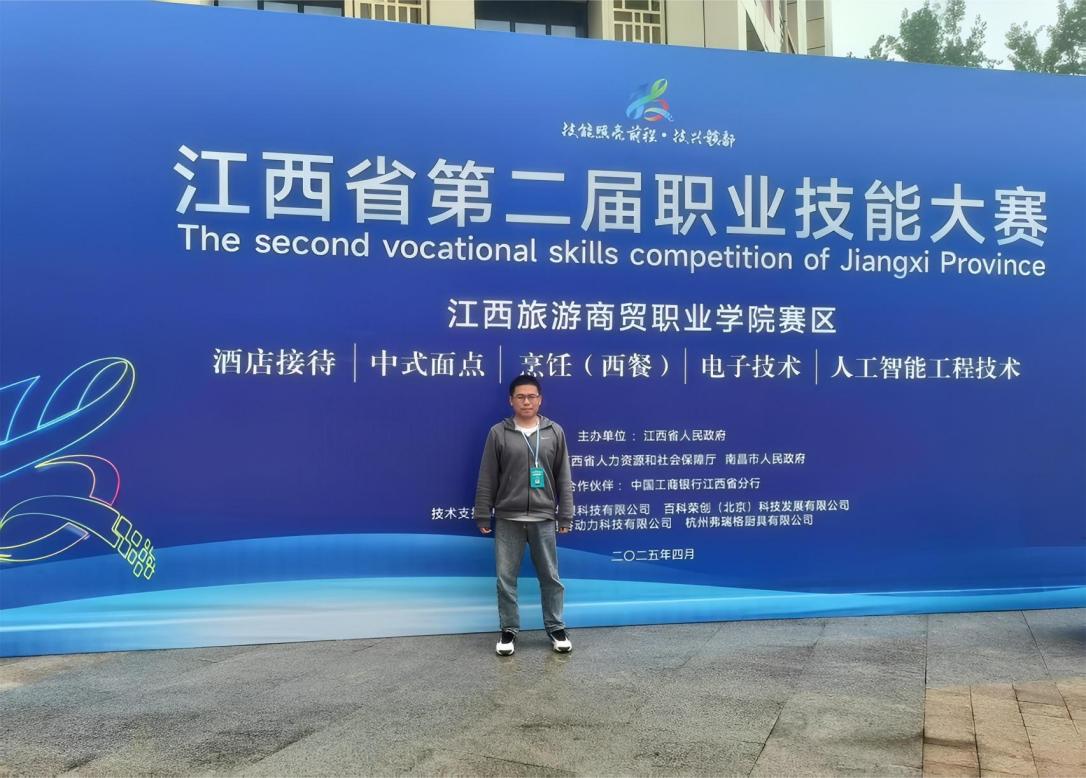 技能照亮前程·技兴赣鄱
江西省第二届职业技能大赛
The second vocational skills competition of Jiangxi Province
江西旅游商贸职业学院赛区
酒店接待 中式面点 烹饪（西餐） 电子技术 人工智能工程技术
主办单位：江西省人民政府
西省人力资源和社会保障厅 南昌市人民政府
合作伙伴：中国工商银行江西省分行
技术支 科技有限公司 百科荣创（北京）科技发展有限公司
动力科技有限公司 杭州弗瑞格厨具有限公司
二〇二五年四月